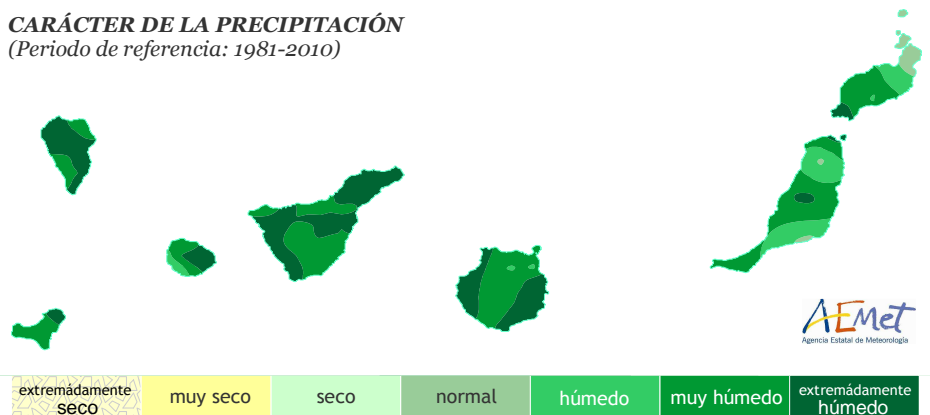 CARÁCTER DE LA PRECIPITACIÓN
(Periodo de referencia: 1981-2010)
AEMet
Agencia Estatal de Meteorología
extremádamente
seco
muy seco
seco
normal
húmedo
muy húmedo
extremádamente
húmedo